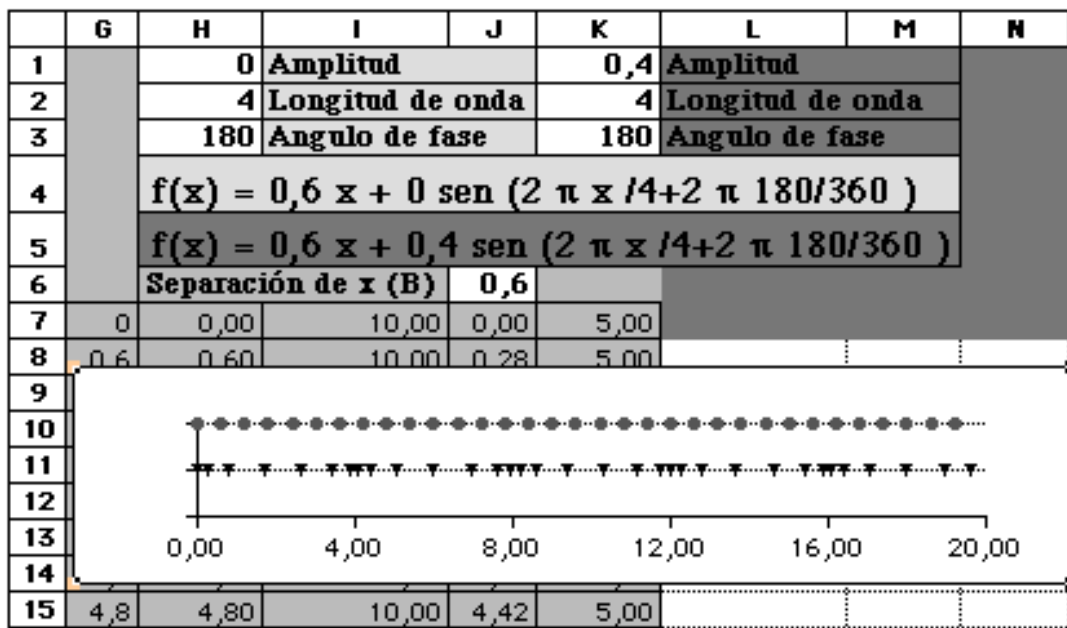 G H I J K L M N
1 0 Amplitud 0,4 Amplitud
2 4 Longitud de onda 4 Longitud de onda
3 180 Angulo de fase 180 Angulo de fase
4 f(x) = 0,6 x + 0 sen (2 π x /4+2 π 180/360 )
5 f(x) = 0,6 x + 0,4 sen (2 π x /4+2 π 180/360 )
6 Separación de x (B) 0,6
7 0 0,00 10,00 0,00 5,00
8 0,6 0,60 10,00 0,28 5,00
9
10
11
12
13
0,00 4,00 8,00 12,00 16,00 20,00
14
15 4,8 4,80 10,00 4,42 5,00